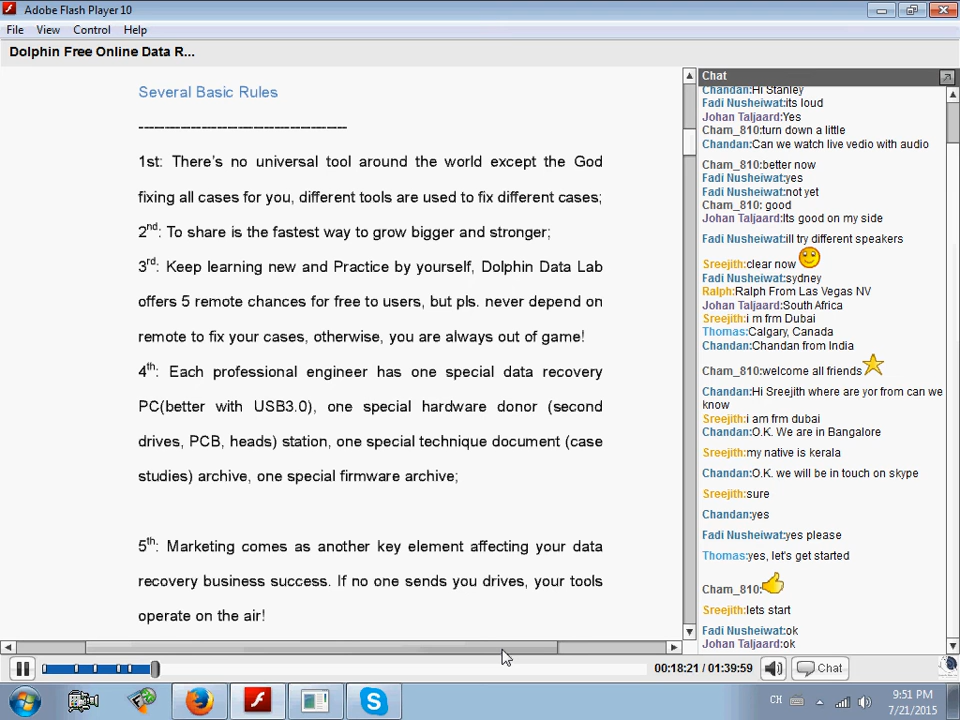 Adobe Flash Player 10
File View Control Help
Dolphin Free Online Data R...
Several Basic Rules
----------------------------------------
1st: There's no universal tool around the world except the God
fixing all cases for you, different tools are used to fix different cases;
2nd: To share is the fastest way to grow bigger and stronger;
3rd: Keep learning new and Practice by yourself, Dolphin Data Lab
offers 5 remote chances for free to users, but pls. never depend on
remote to fix your cases, otherwise, you are always out of game!
4th: Each professional engineer has one special data recovery
PC(better with USB3.0), one special hardware donor (second
drives, PCB, heads) station, one special technique document (case
studies) archive, one special firmware archive;
5th: Marketing comes as another key element affecting your data
recovery business success. If no one sends you drives, your tools
operate on the air!
Chat
Chandan:Hi Stanley
Fadi Nusheiwat:its loud
Johan Taljaard:Yes
Cham_810:turn down a little
Chandan:Can we watch live vedio with audio
Cham_810:better now
Fadi Nusheiwat:yes
Fadi Nusheiwat:not yet
Cham_810: good
Johan Taljaard:Its good on my side
Fadi Nusheiwat:ill try different speakers
Sreejith:clear now
Fadi Nusheiwat:sydney
Ralph:Ralph From Las Vegas NV
Johan Taljaard:South Africa
Sreejith:i m frm Dubai
Thomas:Calgary, Canada
Chandan:Chandan from India
Cham_810:welcome all friends
Chandan:Hi Sreejith where are yor from can we
know
Sreejith:i am frm dubai
Chandan:O.K. We are in Bangalore
Sreejith:my native is kerala
Chandan:O.K. we will be in touch on skype
Sreejith:sure
Chandan:yes
Fadi Nusheiwat:yes please
Thomas:yes, let's get started
Cham_810:
Sreejith:lets start
Fadi Nusheiwat:ok
Johan Taljaard:ok
00:18:21 / 01:39:59
Chat
CH
9:51 PM
7/21/2015